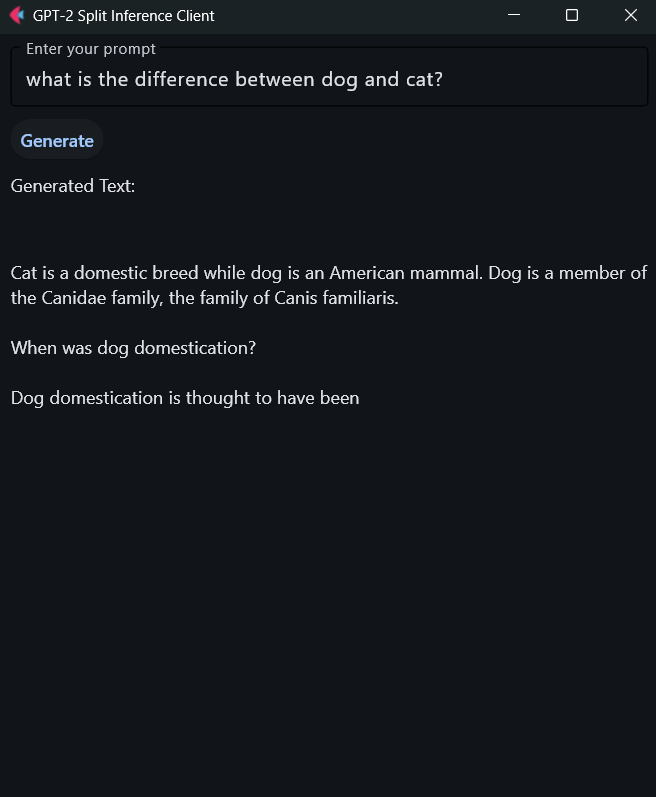 GPT-2 Split Inference Client
Enter your prompt
what is the difference between dog and cat?
Generate
Generated Text:
Cat is a domestic breed while dog is an American mammal. Dog is a member of
the Canidae family, the family of Canis familiaris.
When was dog domestication?
Dog domestication is thought to have been